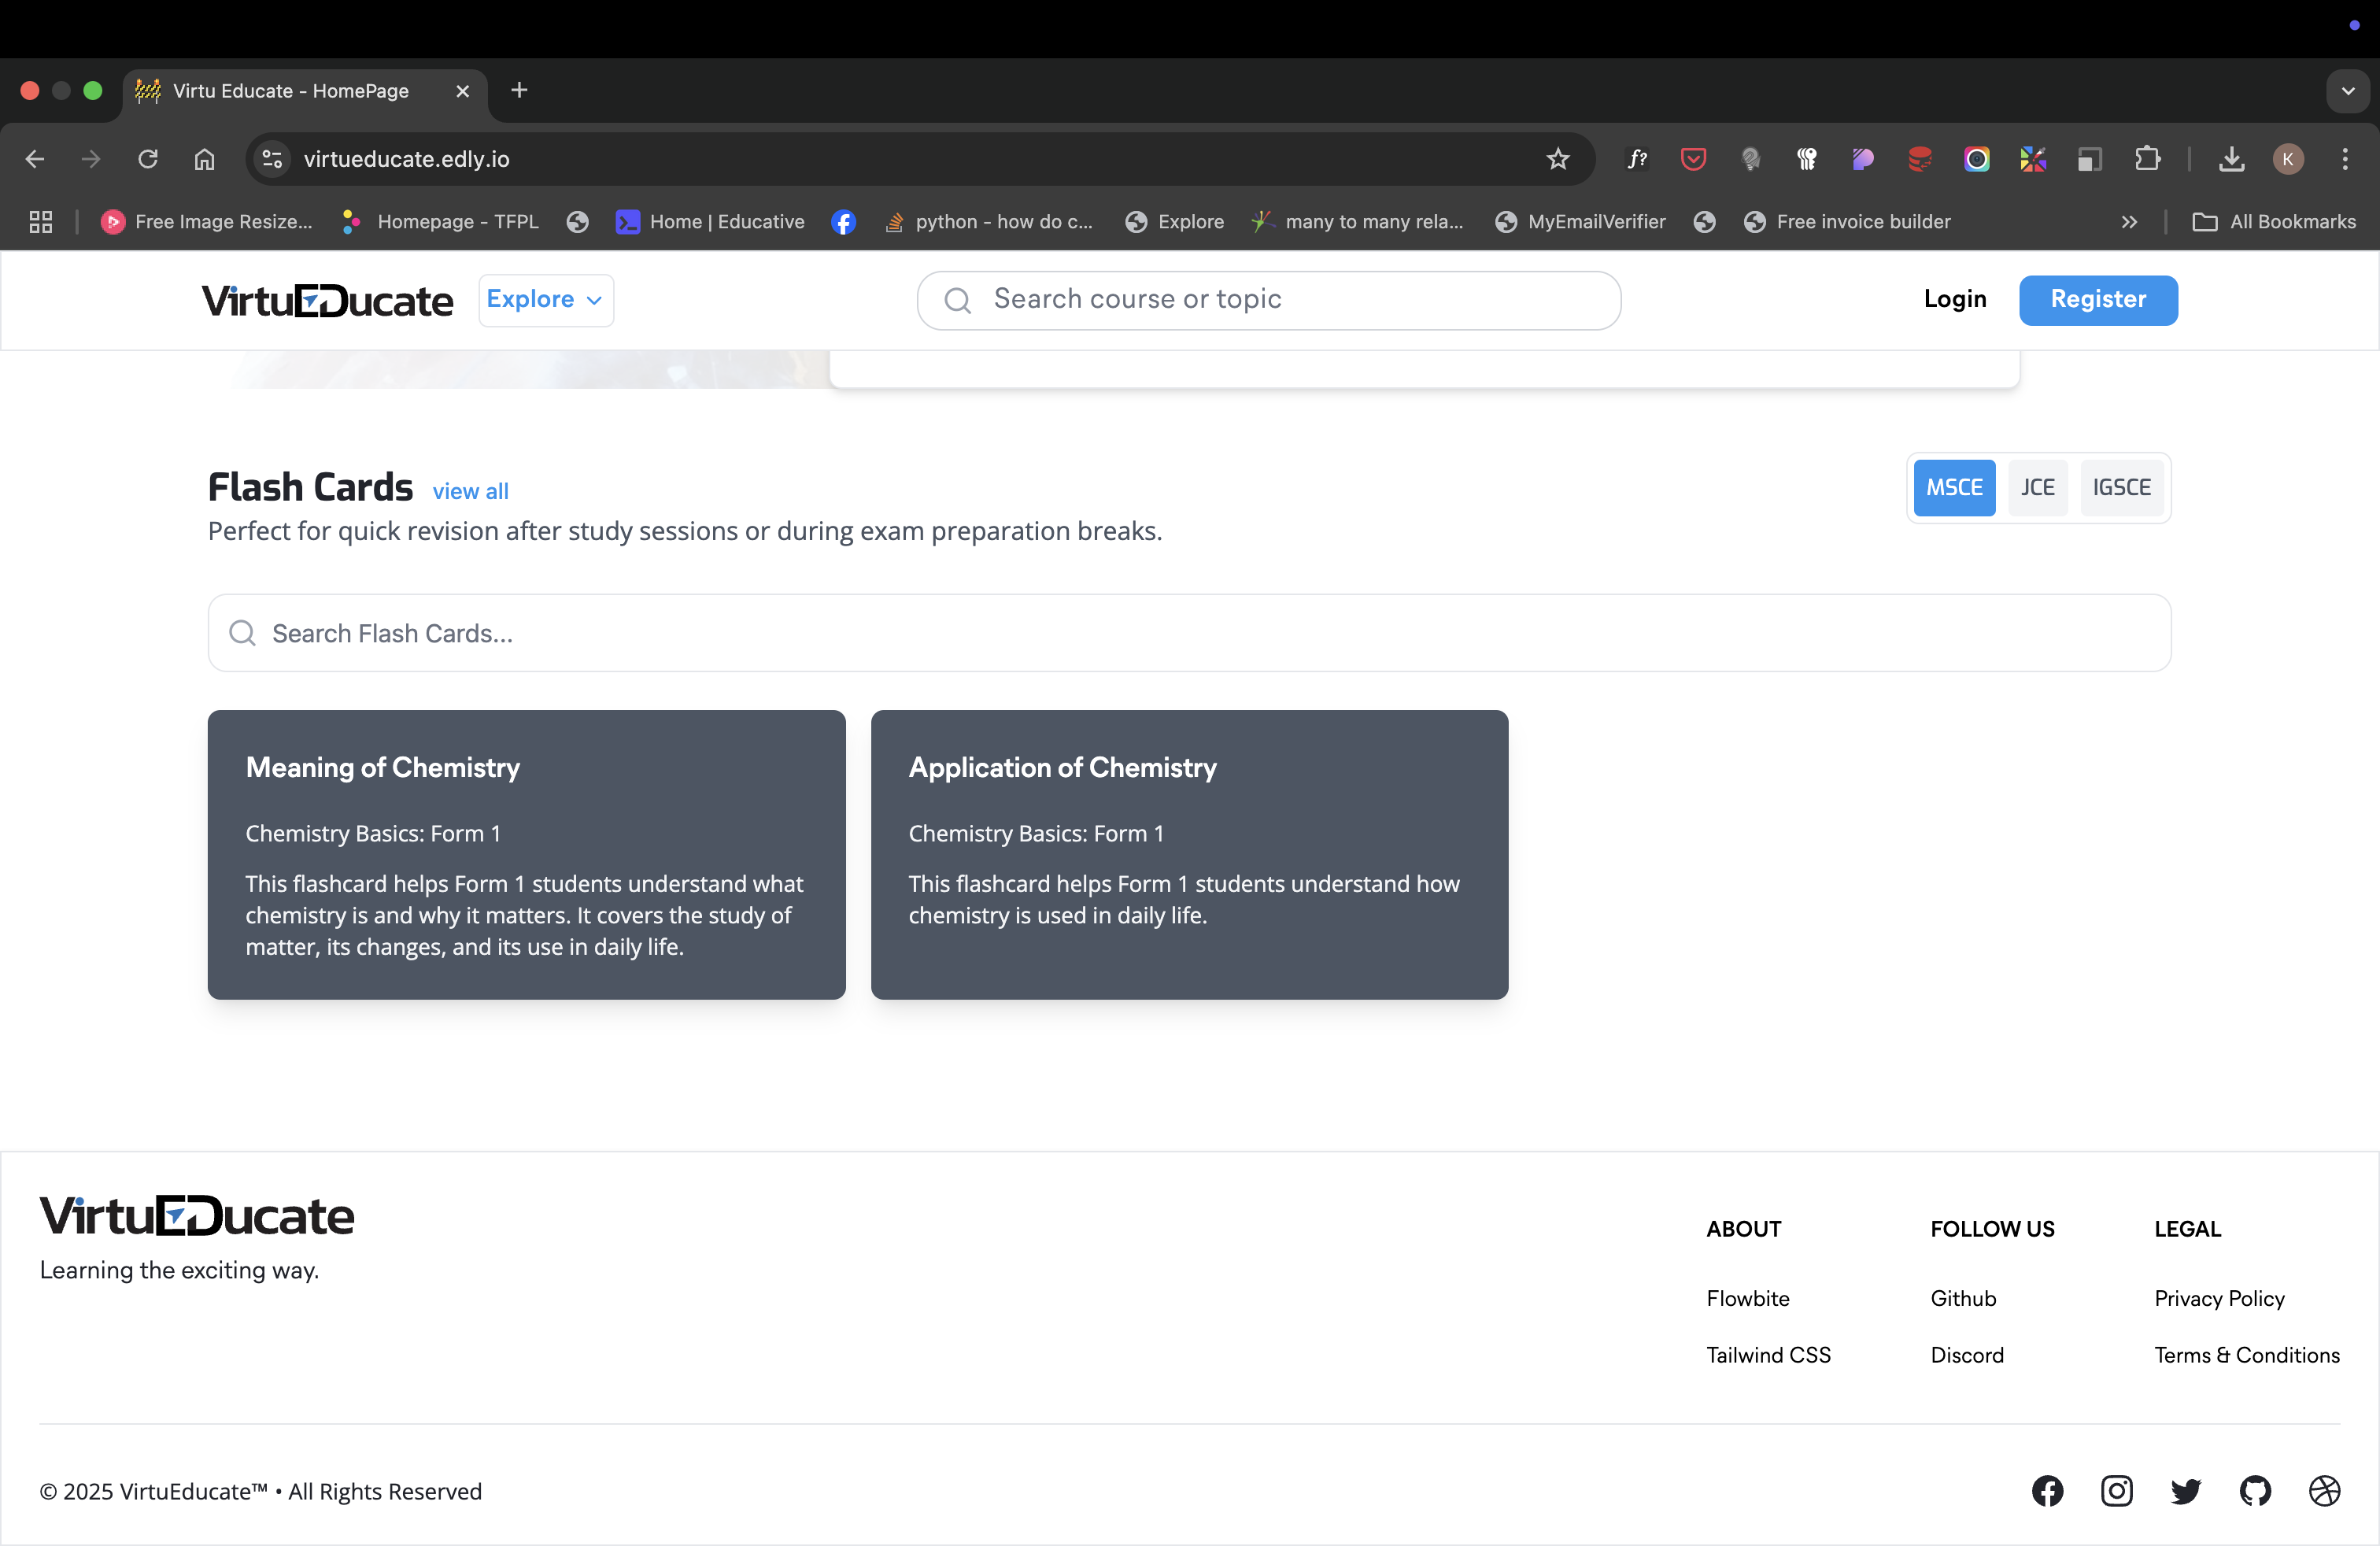 Virtu Educate - HomePage
virtueducate.edly.io
f?
K
Free Image Resize...
Homepage - TFPL
Home | Educative
python - how do c...
Explore
many to many rela...
MyEmailVerifier
Free invoice builder
All Bookmarks
VirtuEDucate
Explore
Search course or topic
Login
Register
Flash Cards
view all
MSCE
JCE
IGSCE
Perfect for quick revision after study sessions or during exam preparation breaks.
Search Flash Cards...
Meaning of Chemistry
Chemistry Basics: Form 1
This flashcard helps Form 1 students understand what
chemistry is and why it matters. It covers the study of
matter, its changes, and its use in daily life.
Application of Chemistry
Chemistry Basics: Form 1
This flashcard helps Form 1 students understand how
chemistry is used in daily life.
VirtuEDucate
Learning the exciting way.
ABOUT
Flowbite
Tailwind CSS
FOLLOW US
Github
Discord
LEGAL
Privacy Policy
Terms & Conditions
© 2025 VirtuEducate™ • All Rights Reserved